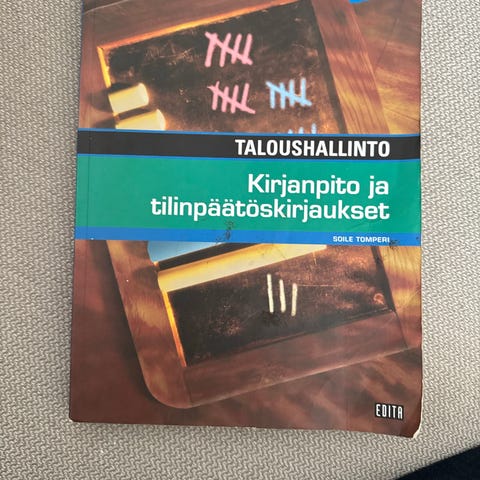 TALOUSHALLINTO
Kirjanpito ja
tilinpäätöskirjaukset
SOILE TOMPERI
EDITA